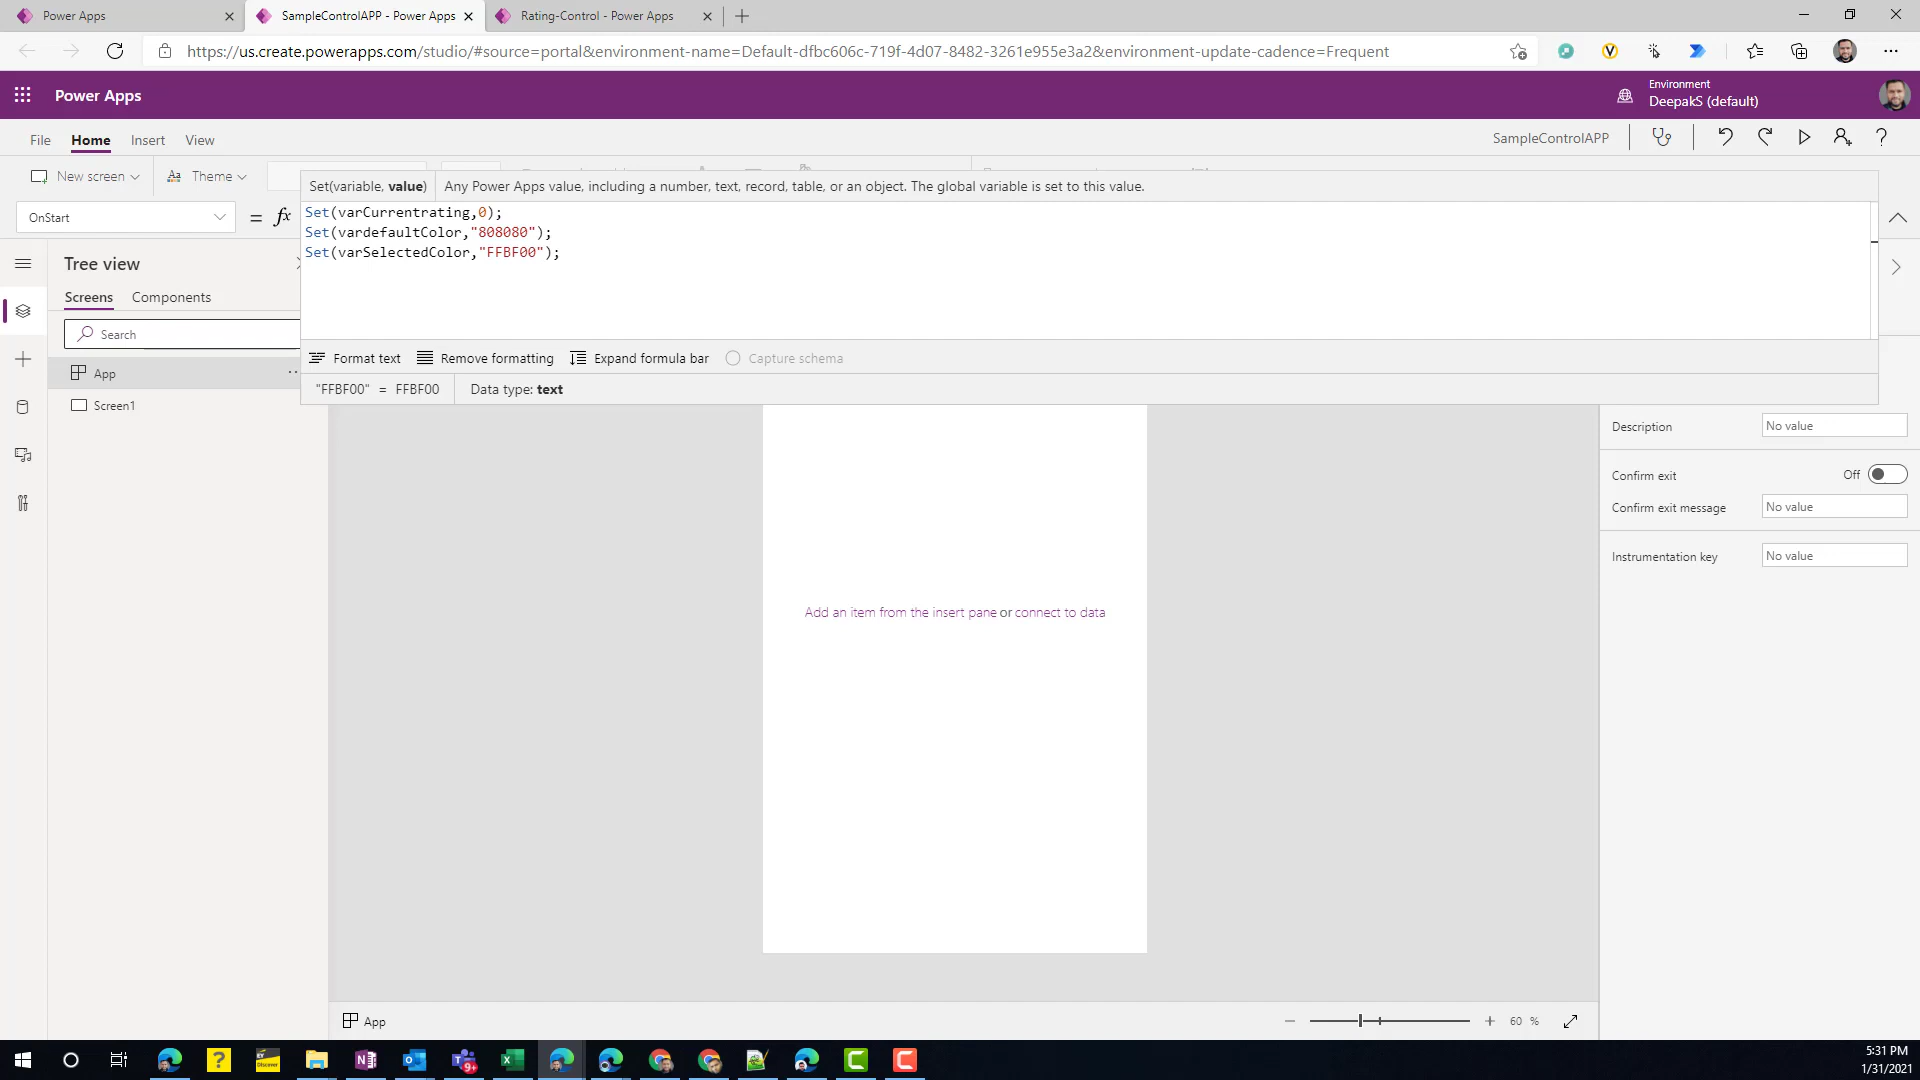 Power Apps
SampleControlAPP - Power Apps
Rating-Control - Power Apps
https://us.create.powerapps.com/studio/#source=portal&environment-name=Default-dfbc606c-719f-4d07-8482-3261e955e3a2&environment-update-cadence=Frequent
Power Apps
Environment
DeepakS (default)
File
Home
Insert
View
SampleControlAPP
New screen
Theme
Set(variable, value)
Any Power Apps value, including a number, text, record, table, or an object. The global variable is set to this value.
OnStart
= fx
Set(varCurrentrating,0);
Set(vardefaultColor,"808080");
Set(varSelectedColor,"FFBF00");
Tree view
Screens
Components
Search
Format text
Remove formatting
Expand formula bar
Capture schema
App
"FFBF00" = FFBF00
Data type: text
Screen1
Description
No value
Confirm exit
Off
Confirm exit message
No value
Instrumentation key
No value
Add an item from the insert pane or connect to data
App
60 %
5:31 PM
1/31/2021